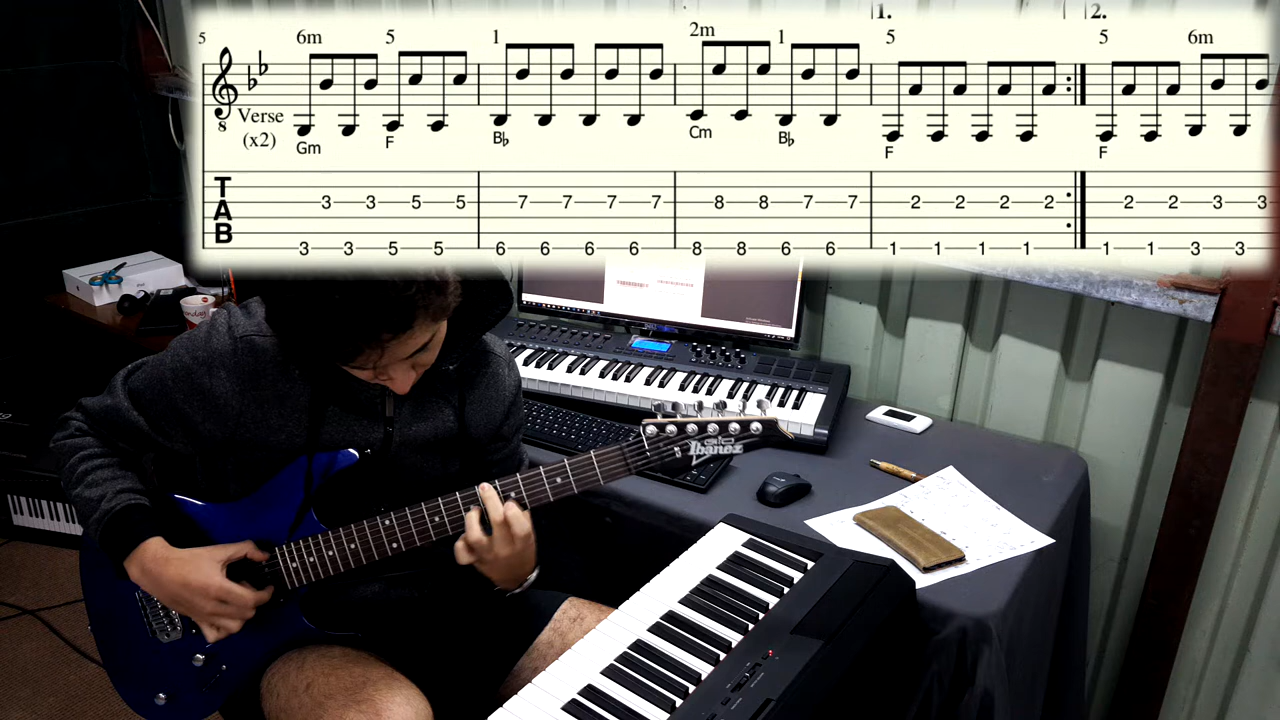 1. 2.
5 6m 5 1 2m 1 5 5 6m
8 Verse
(x2)
Gm F B♭ Cm B♭ F F
T 3 3 5 5 7 7 7 7 8 8 7 7 2 2 2 2 2 2 3 3
A
B 3 3 5 5 6 6 6 6 8 8 6 6 1 1 1 1 1 1 3 3
GIO
Ibanez